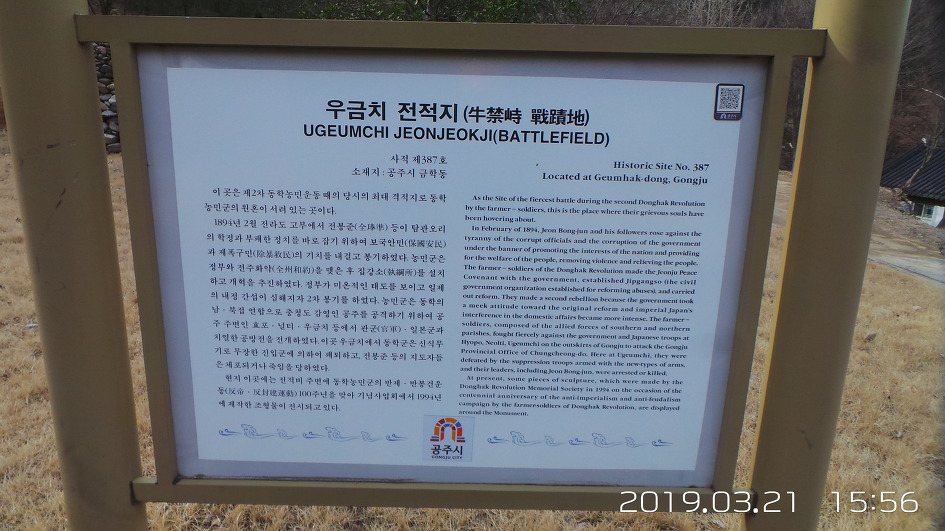 우금치 전적지(牛禁峙 戰蹟地)
UGEUMCHI JEONJEOKJI(BATTLEFIELD)
사적 제387호
소재지 : 공주시 금학동
이 곳은 제2차 동학농민운동 때의 당시의 최대 격적지로 동학
농민군의 원혼이 서려 있는 곳이다.
1894년 2월 전라도 고부에서 전봉준(全琫準) 등이 탐관오리
의 학정과 부패한 정치를 바로 잡기 위하여 보국안민(保國安民)
과 제폭구민(除暴救民)의 기치를 내걸고 봉기하였다. 농민군은
정부와 전주화약(全州和約)을 맺은 후 집강소(執綱所)를 설치
하고 개혁을 추진하였다. 정부가 미온적인 태도를 보이고 일제
의 내정 간섭이 심해지자 2차 봉기를 하였다. 농민군은 동학의
남 · 북접 연합으로 충청도 감영인 공주를 공격하기 위하여 공
주 주변인 효포 · 널티 · 우금치 등에서 관군(官軍) · 일본군과
치열한 공방전을 전개하였다. 이곳 우금치에서 동학군은 신식무
기로 무장한 진압군에 의하여 패퇴하고, 전봉준 등의 지도자들
은 체포되거나 죽임을 당하였다.
현지 이곳에는 전적비 주변에 동학농민군의 반제 · 반봉건운
동(反帝 · 反封建運動) 100주년을 맞아 기념사업회에서 1994년
에 제작한 조형물이 전시되고 있다.
Historic Site No. 387
Located at Geumhak-dong, Gongju
As the Site of the fiercest battle during the second Donghak Revolution
by the farmer – soldiers, this is the place where their grievous souls have
been hovering about.
In February of 1894, Jeon Bong-jun and his followers rose against the
tyranny of the corrupt officials and the corruption of the government
under the banner of promoting the interests of the nation and providing
for the welfare of the people, removing violence and relieving the people.
The farmer – soldiers of the Donghak Revolution made the Jeonju Peace
Covenant with the government, established Jipgangso (the civil
government organization established for reforming abuses), and carried
out reform. They made a second rebellion because the government took
a meek attitude toward the original reform and imperial Japan's
interference in the domestic affairs became more intense. The farmer –
soldiers, composed of the allied forces of southern and northern
parishes, fought fiercely against the government and Japanese troops at
Hyopo, Neolti, Ugeumchi on the outskirts of Gongju to attack the Gongju
Provincial Office of Chungcheong-do. Here at Ugeumchi, they were
defeated by the suppression troops armed with the new types of arms,
and their leaders, including Jeon Bong-jun, were arrested or killed.
At present, some pieces of sculpture, which were made by the
Donghak Revolution Memorial Society in 1994 on the occasion of the
centennial anniversary of the anti-imperialism and anti-feudalism
campaign by the farmersoldiers of Donghak Revolution, are displayed
around the Monument.
공주시
GONGJU CITY
2019.03.21 15:56